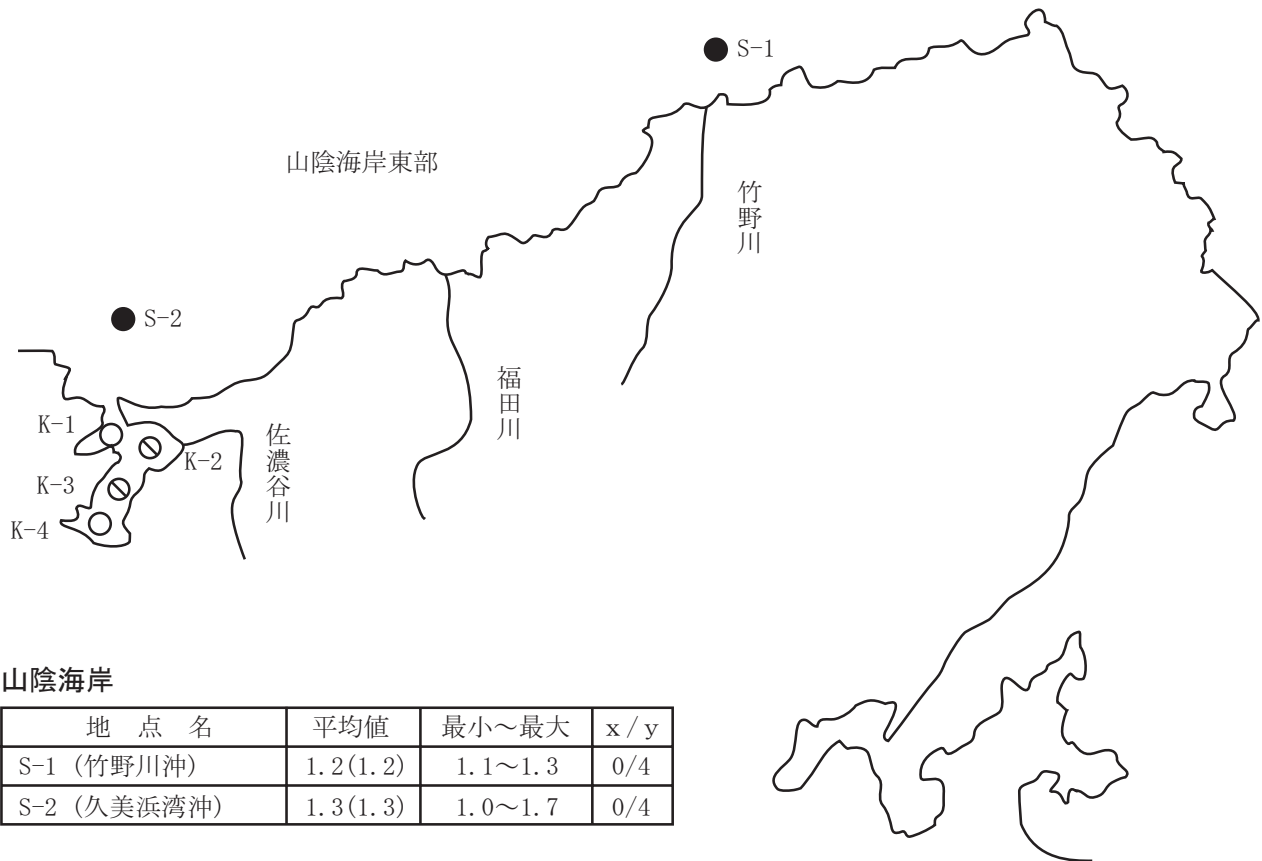 S-1
山陰海岸東部
竹野川
S-2
福田川
K-1
佐濃谷川
K-2
K-3
K-4
山陰海岸
地 点 名 平均値 最小～最大 x/y
S-1 (竹野川沖) 1.2(1.2) 1.1～1.3 0/4
S-2 (久美浜湾沖) 1.3(1.3) 1.0～1.7 0/4